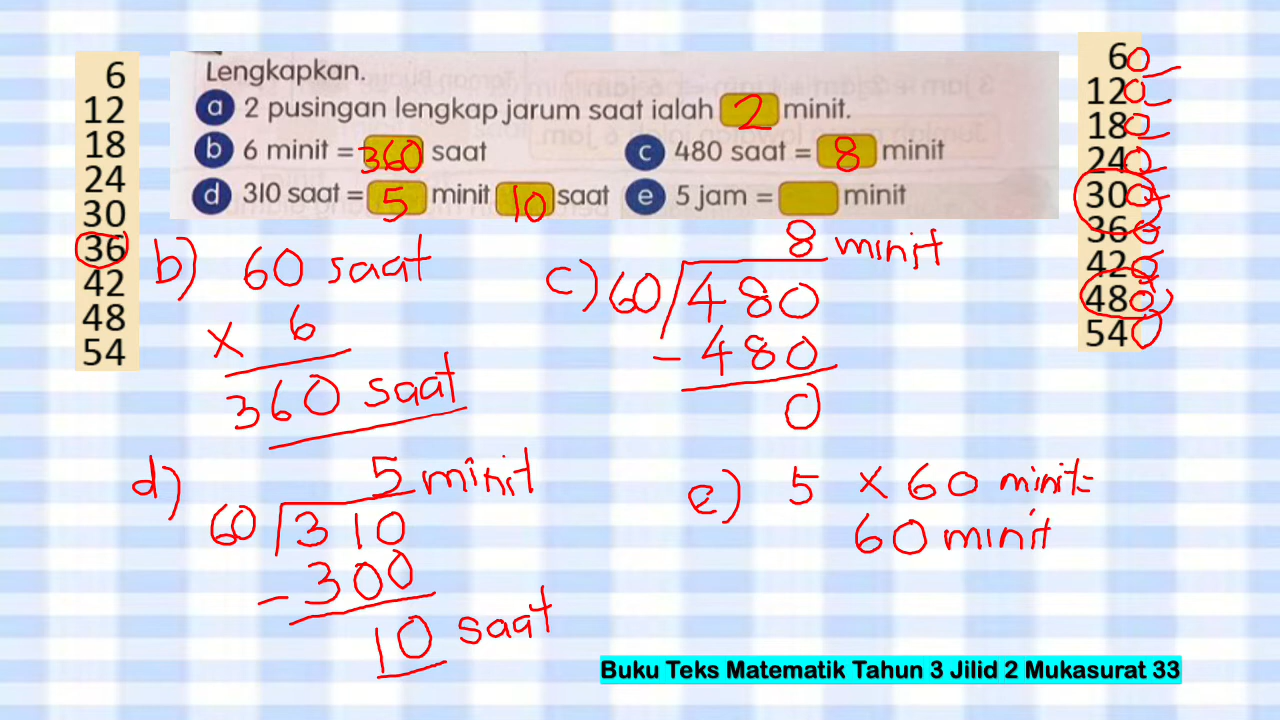 6
12
18
24
30
36
42
48
54
Lengkapkan.
a 2 pusingan lengkap jarum saat ialah 2 minit.
b 6 minit = 360 saat
c 480 saat = 8 minit
d 310 saat = 5 minit 10 saat
e 5 jam = minit
60
120
180
240
300
360
420
480
540
b) 60 saat
× 6
360 saat
8 minit
c) 60 480
- 480
0
d) 5 minit
60 310
- 300
10 saat
e) 5 × 60 minit =
60 minit
Buku Teks Matematik Tahun 3 Jilid 2 Mukasurat 33